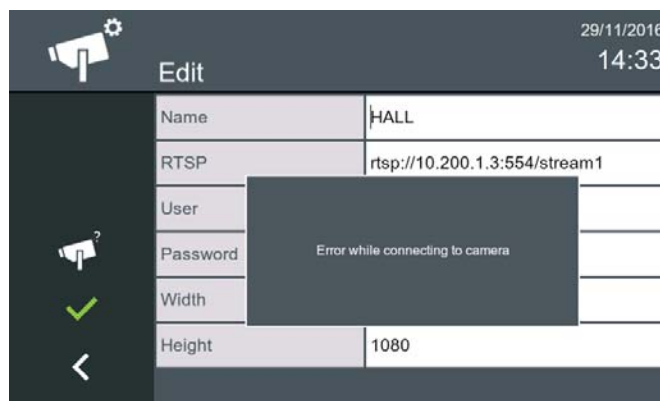 29/11/2016
14:33
Edit
Name HALL
RTSP rtsp://10.200.1.3:554/stream1
User
Password
Error while connecting to camera
Width
Height 1080
?